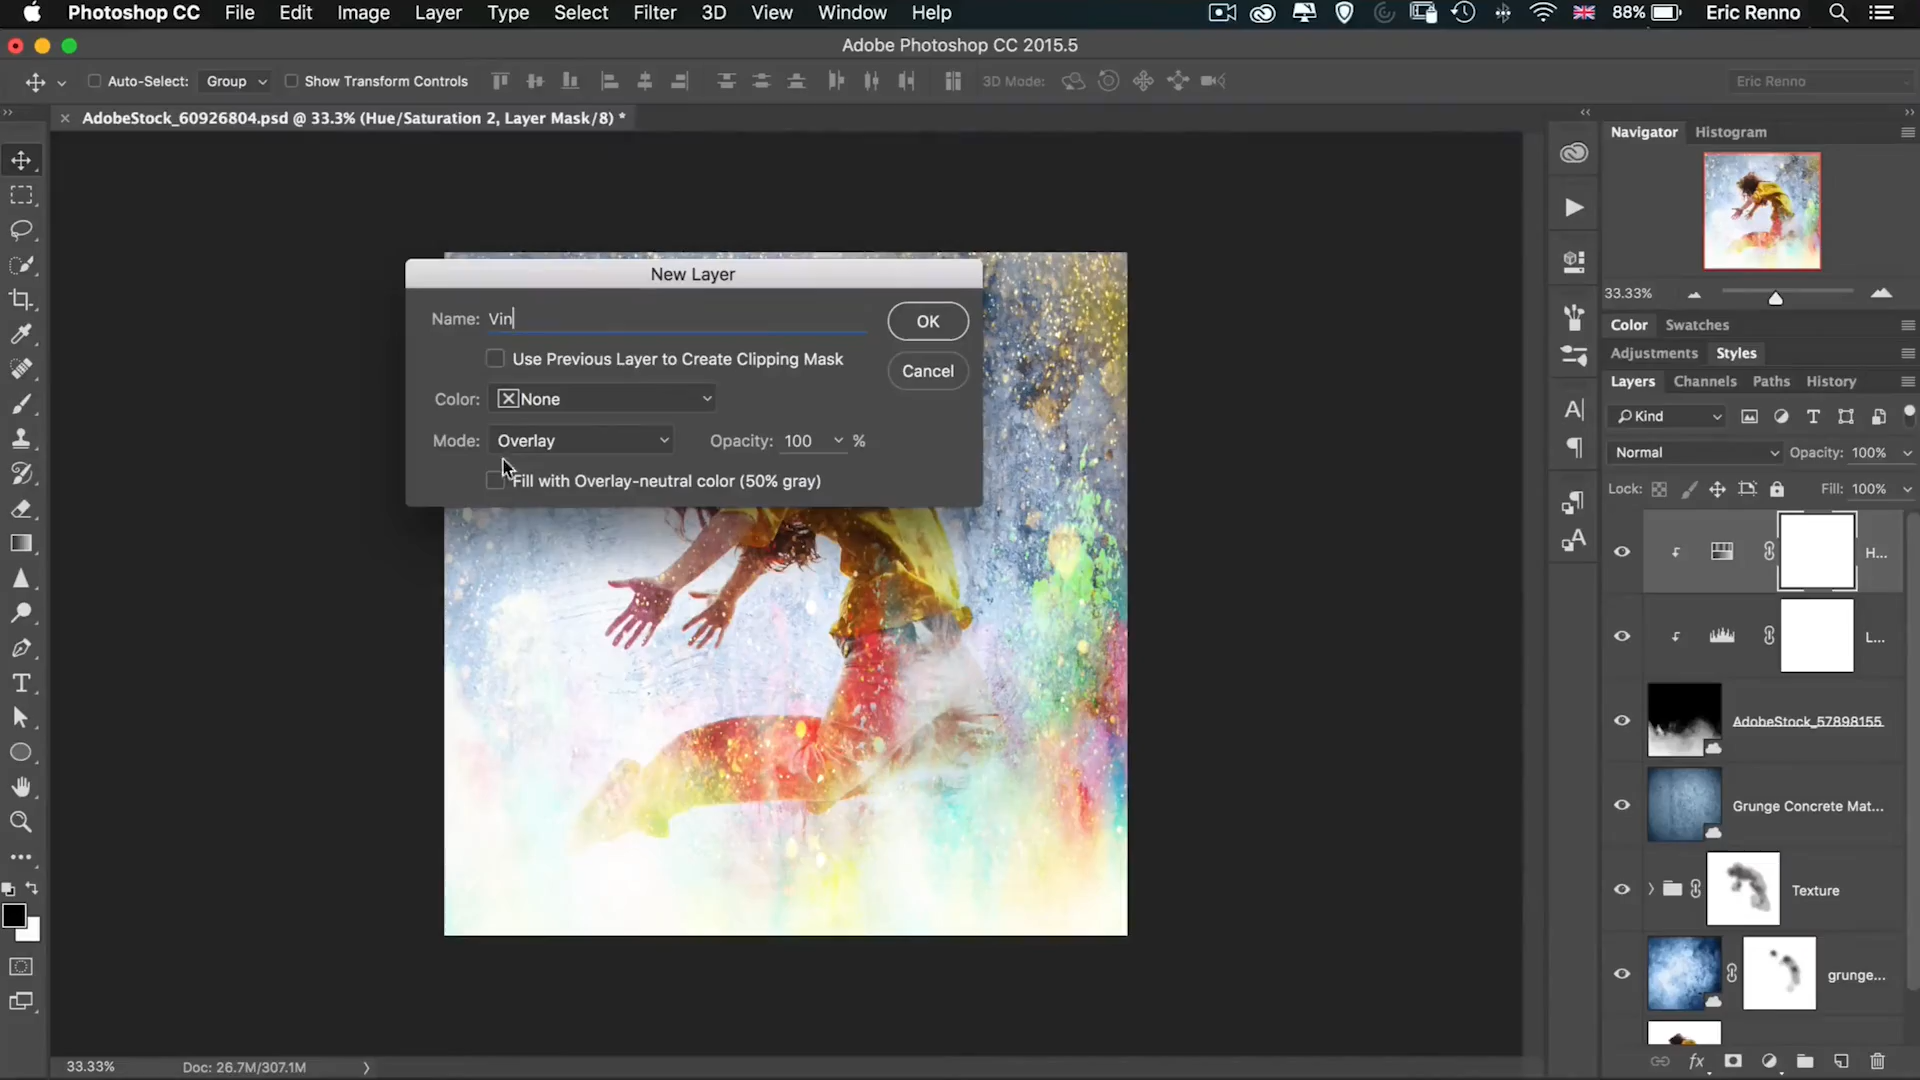 Photoshop CC File Edit Image Layer Type Select Filter 3D View Window Help 88% Eric Renno
Adobe Photoshop CC 2015.5
Auto-Select: Group Show Transform Controls 3D Mode: Eric Renno
AdobeStock_60926804.psd @ 33.3% (Hue/Saturation 2, Layer Mask/8) *
Navigator Histogram
33.33%
Color Swatches
Adjustments Styles
Layers Channels Paths History
Kind
Normal Opacity: 100%
Lock: Fill: 100%
H...
L...
AdobeStock_57898155
Grunge Concrete Mat...
Texture
grunge...
New Layer
Name: Vin
OK
Use Previous Layer to Create Clipping Mask
Cancel
Color: None
Mode: Overlay Opacity: 100 %
Fill with Overlay-neutral color (50% gray)
33.33% Doc: 26.7M/307.1M